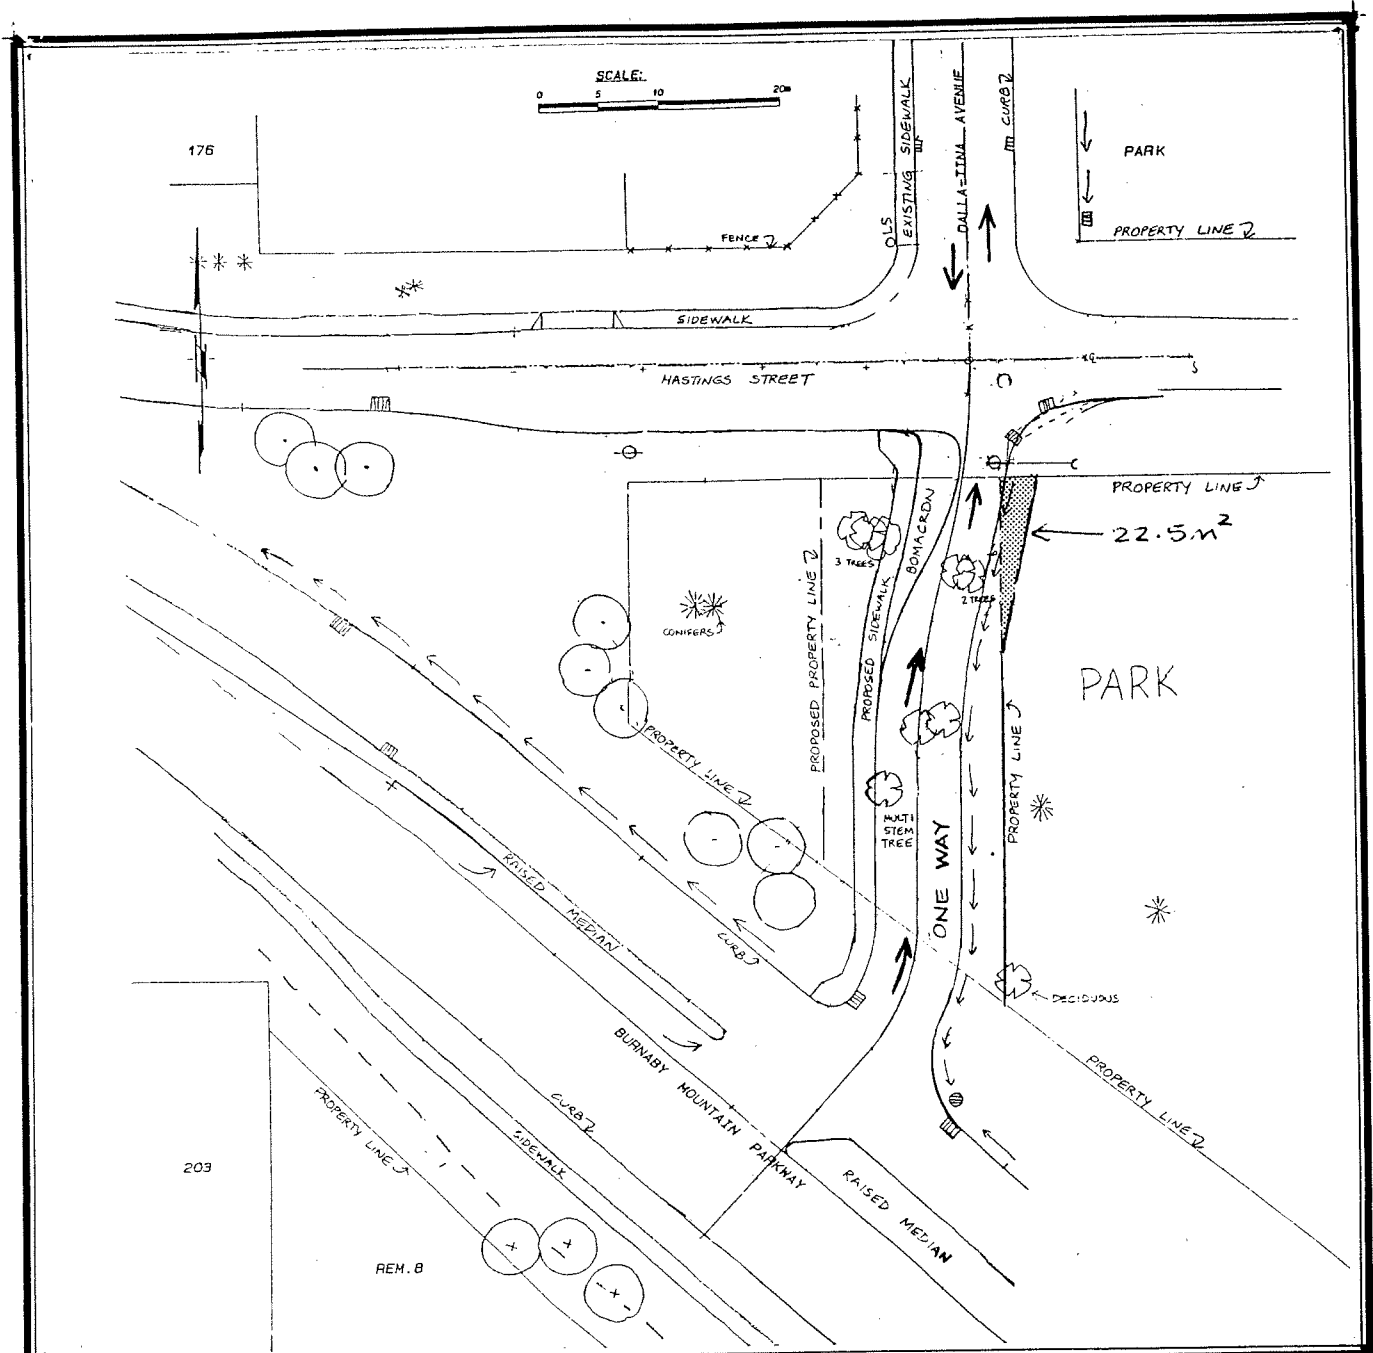 SCALE:
0 5 10 20m
176
OLS
EXISTING SIDEWALK
DALLA-TINA AVENUE
CURB
PARK
PROPERTY LINE
FENCE
SIDEWALK
HASTINGS STREET
PROPERTY LINE
22.5m²
BOMACRON
3 TREES
2 TREES
CONIFERS
PROPOSED PROPERTY LINE
PROPOSED SIDEWALK
PARK
PROPERTY LINE
PROPERTY LINE
MULTI
STEM
TREE
ONE WAY
RAISED MEDIAN
CURB
DECIDUOUS
BURNABY MOUNTAIN PARKWAY
PROPERTY LINE
PROPERTY LINE
CURB
SIDEWALK
203
RAISED MEDIAN
REM. B